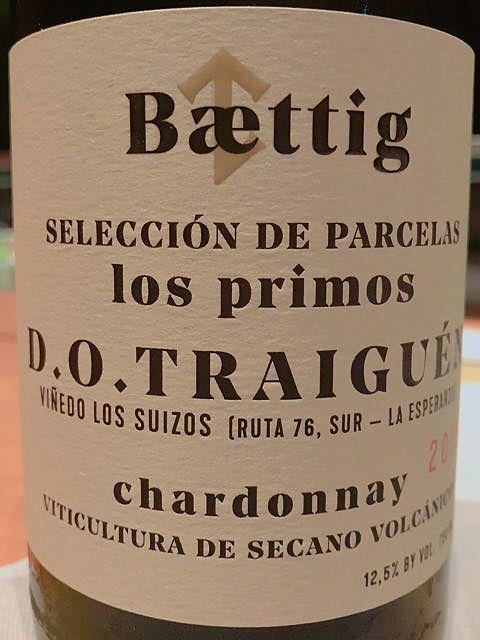 Bættig
SELECCIÓN DE PARCELAS
los primos
D.O. TRAIGUÉN
VIÑEDO LOS SUIZOS (RUTA 76, SUR – LA ESPERANZA)
chardonnay
VITICULTURA DE SECANO VOLCÁNICO
12,5% BY VOL.